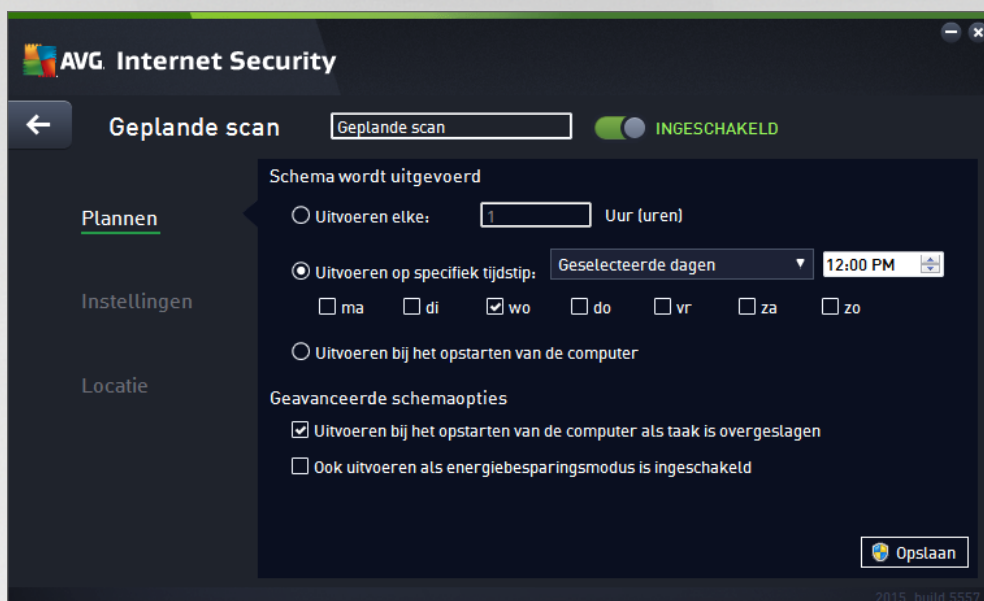 AVG Internet Security
Geplande scan Geplande scan INGESCHAKELD
Schema wordt uitgevoerd
Plannen
Uitvoeren elke: 1 Uur (uren)
Uitvoeren op specifiek tijdstip: Geselecteerde dagen 12:00 PM
Instellingen
ma di wo do vr za zo
Uitvoeren bij het opstarten van de computer
Locatie
Geavanceerde schemaopties
Uitvoeren bij het opstarten van de computer als taak is overgeslagen
Ook uitvoeren als energiebesparingsmodus is ingeschakeld
Opslaan
2015, build 5557